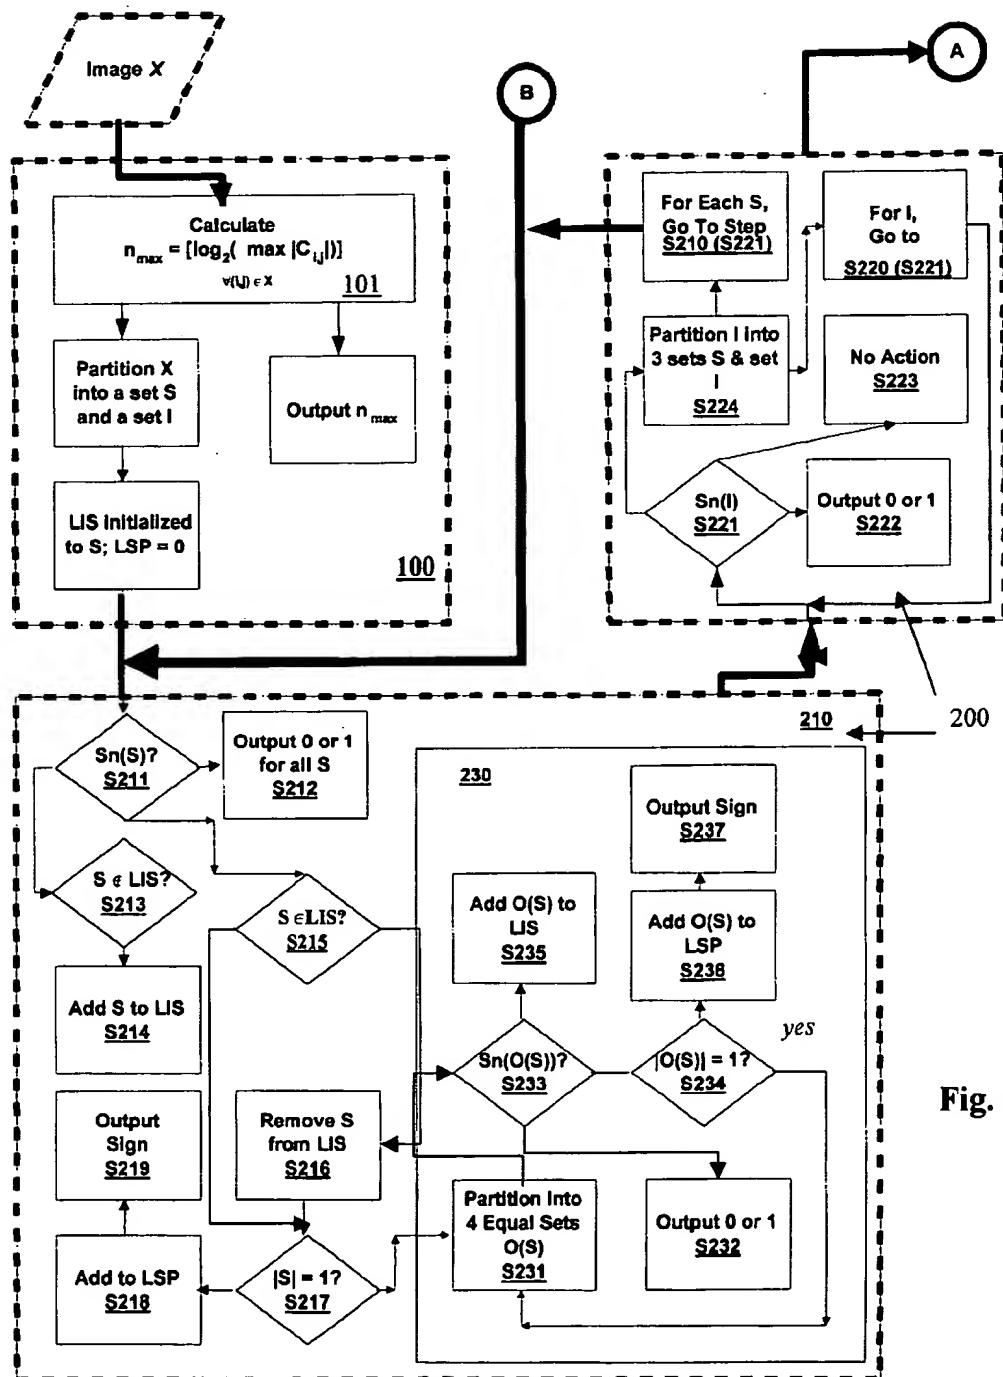 Image X
A
B
Calculate
n max = [log2( max |C i,j|)]
∀(i,j) ∈ X
101
Partition X
into a set S
and a set I
Output n max
LIS initialized
to S; LSP = 0
100
For Each S,
Go To Step
S210 (S221)
For I,
Go to
S220 (S221)
Partition I into
3 sets S & set
I
S224
No Action
S223
Sn(I)
S221
Output 0 or 1
S222
200
210
Sn(S)?
S211
Output 0 or 1
for all S
S212
S ∉ LIS?
S213
S ∈LIS?
S215
Add S to LIS
S214
Output
Sign
S219
Remove S
from LIS
S216
Add to LSP
S218
|S| = 1?
S217
230
Output Sign
S237
Add O(S) to
LIS
S235
Add O(S) to
LSP
S236
yes
Sn(O(S))?
S233
|O(S)| = 1?
S234
Partition Into
4 Equal Sets
O(S)
S231
Output 0 or 1
S232
Fig.